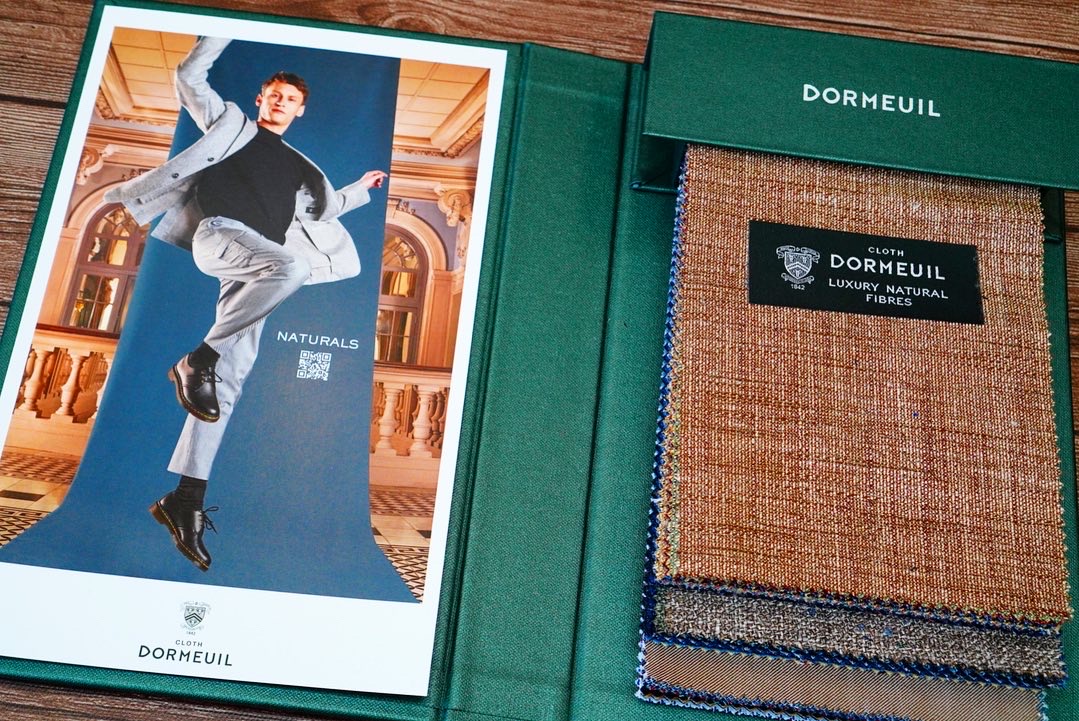 NATURALS
1842
CLOTH
DORMEUIL
DORMEUIL
CLOTH
DORMEUIL
LUXURY NATURAL
FIBRES
1842